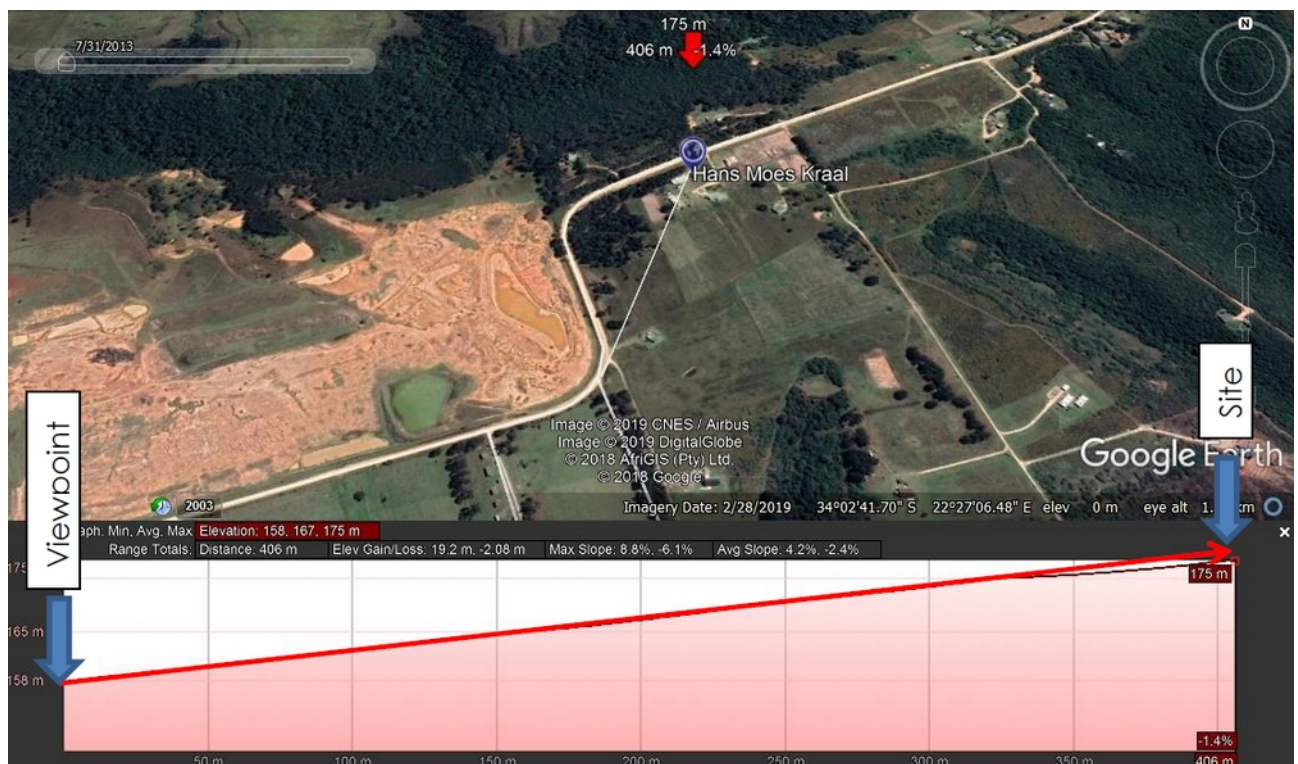 7/31/2013
175 m
406 m -1.4%
N
Hans Moes Kraal
Image © 2019 CNES / Airbus
Image © 2019 DigitalGlobe
© 2018 AfriGIS (Pty) Ltd.
© 2018 Google
Google Earth
2003
Imagery Date: 2/28/2019 34°02'41.70" S 22°27'06.48" E elev 0 m eye alt km
Viewpoint
Site
Min, Avg, Max Elevation: 158, 167, 175 m
Range Totals: Distance: 406 m Elev Gain/Loss: 19.2 m, -2.08 m Max Slope: 8.8%, -6.1% Avg Slope: 4.2%, -2.4%
175 m
165 m
158 m
-1.4%
50 m 100 m 150 m 200 m 250 m 300 m 350 m 406 m